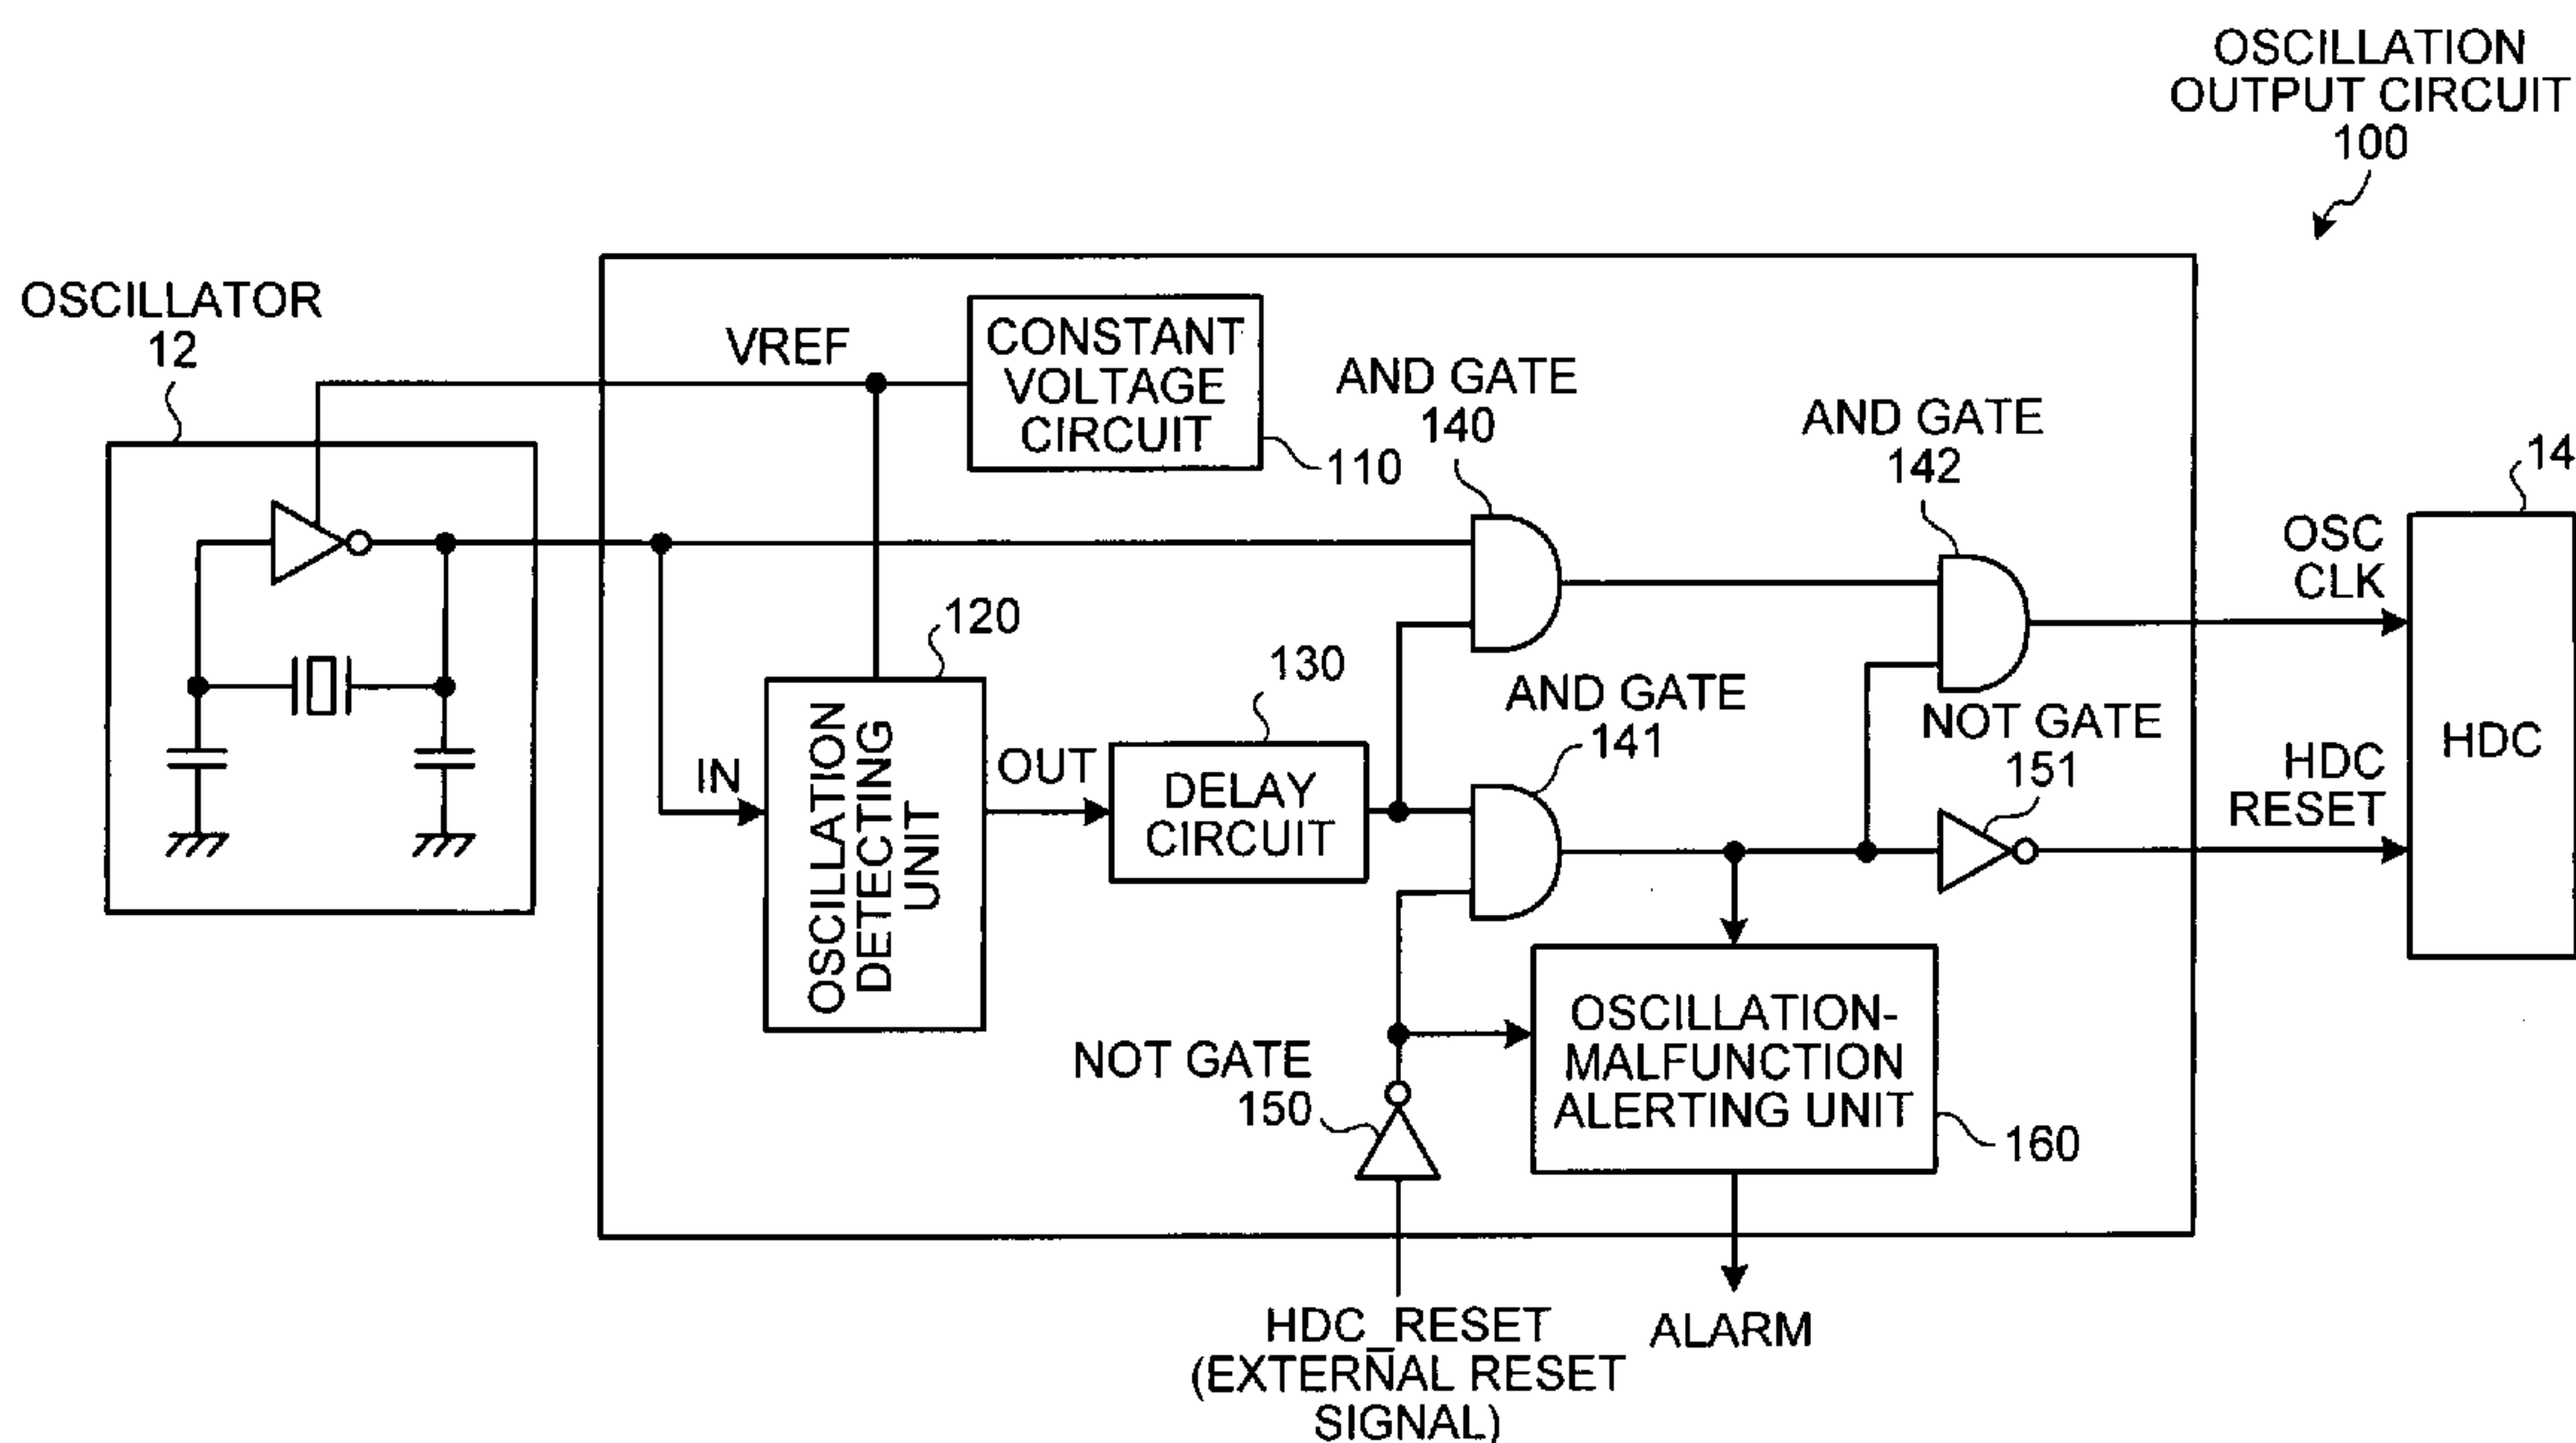 OSCILLATION
OUTPUT CIRCUIT
100
OSCILLATOR
12
VREF
CONSTANT
VOLTAGE
CIRCUIT
110
AND GATE
140
AND GATE
142
14
OSC
CLK
120
130
AND GATE
141
NOT GATE
151
HDC
HDC
RESET
IN
OSCILLATION
DETECTING
UNIT
OUT
DELAY
CIRCUIT
NOT GATE
150
OSCILLATION-
MALFUNCTION
ALERTING UNIT
160
HDC_RESET
(EXTERNAL RESET
SIGNAL)
ALARM